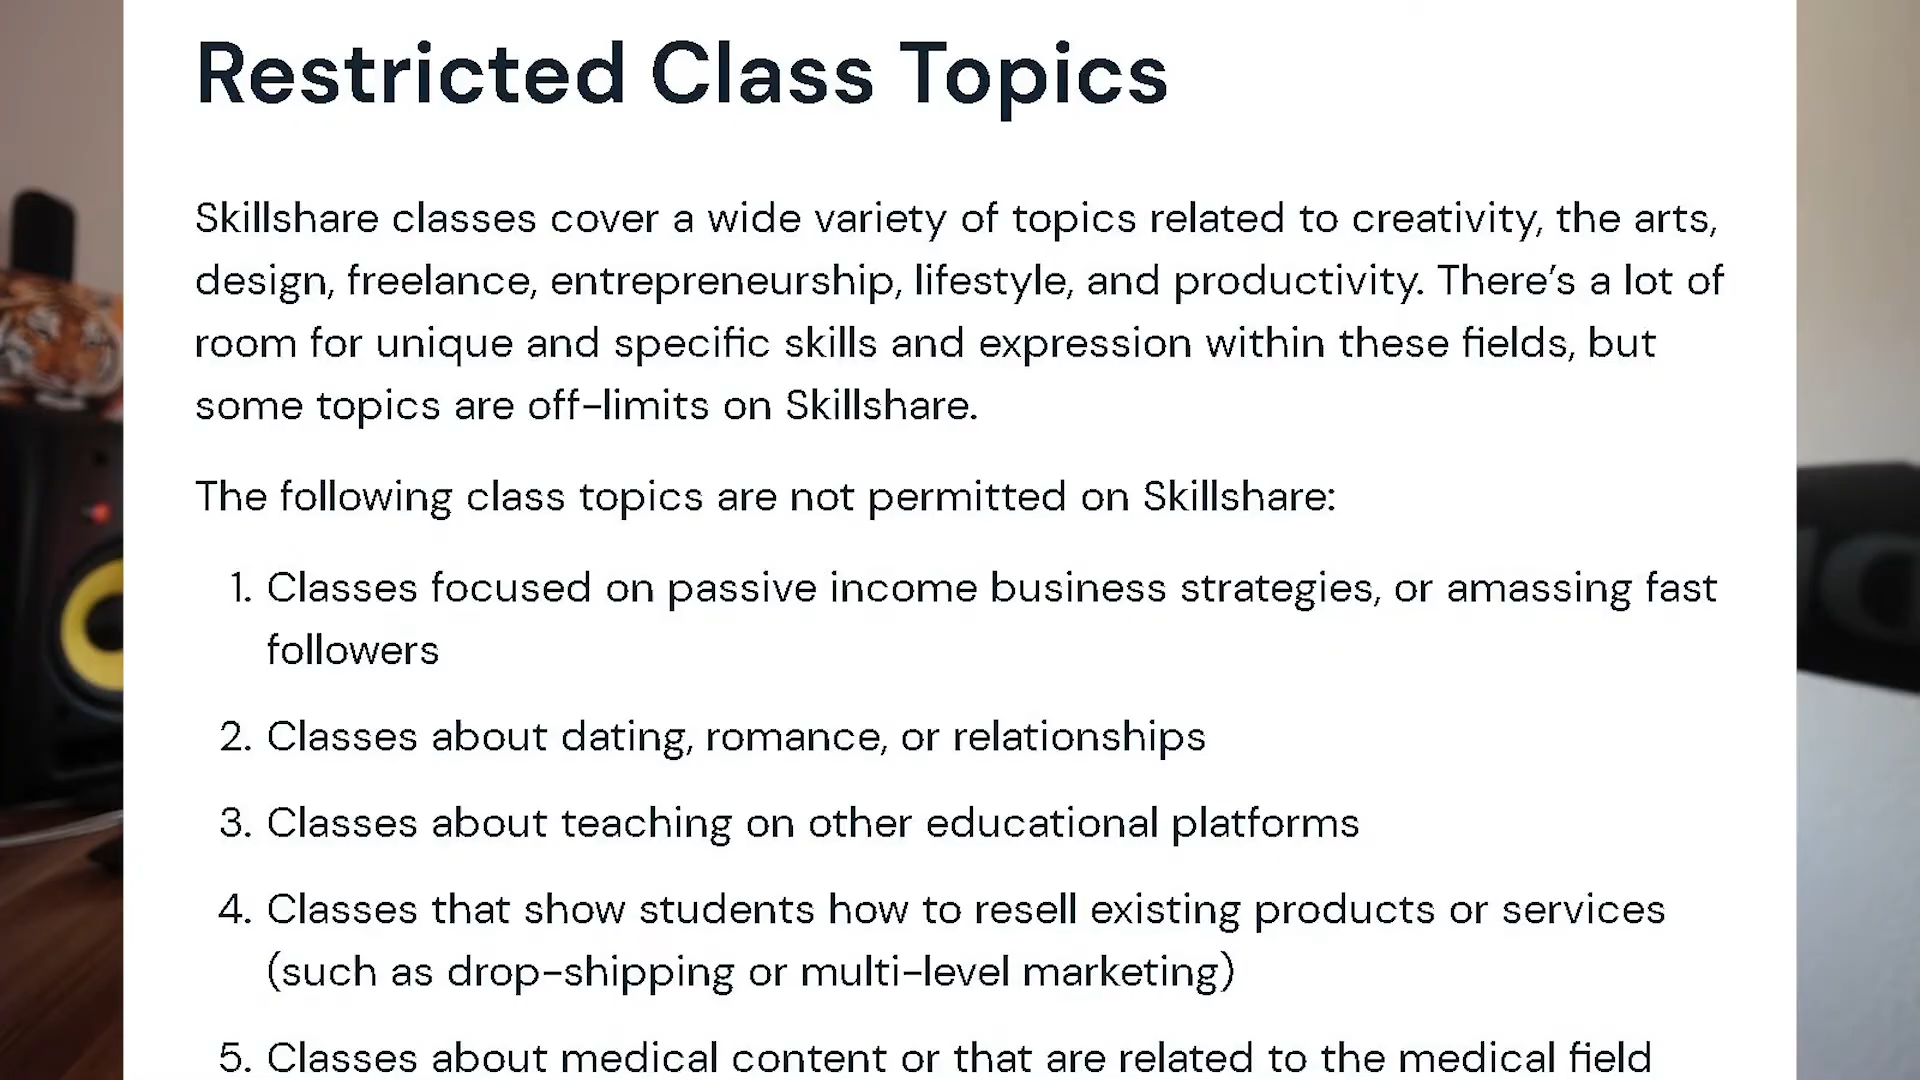 Restricted Class Topics
Skillshare classes cover a wide variety of topics related to creativity, the arts,
design, freelance, entrepreneurship, lifestyle, and productivity. There's a lot of
room for unique and specific skills and expression within these fields, but
some topics are off-limits on Skillshare.
The following class topics are not permitted on Skillshare:
1. Classes focused on passive income business strategies, or amassing fast
followers
2. Classes about dating, romance, or relationships
3. Classes about teaching on other educational platforms
4. Classes that show students how to resell existing products or services
(such as drop-shipping or multi-level marketing)
5. Classes about medical content or that are related to the medical field